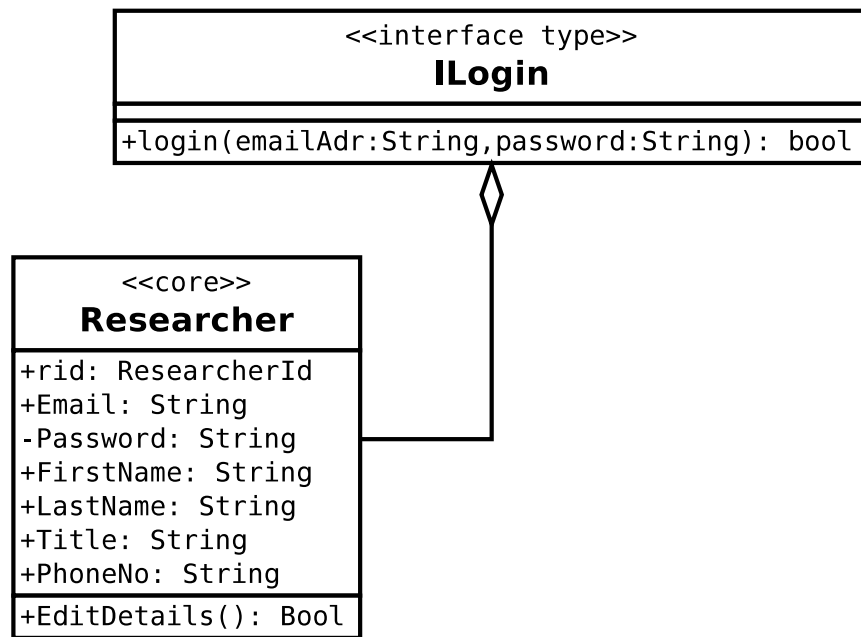 <<interface type>>
ILogin
+login(emailAdr:String,password:String): bool
<<core>>
Researcher
+rid: ResearcherId
+Email: String
-Password: String
+FirstName: String
+LastName: String
+Title: String
+PhoneNo: String
+EditDetails(): Bool